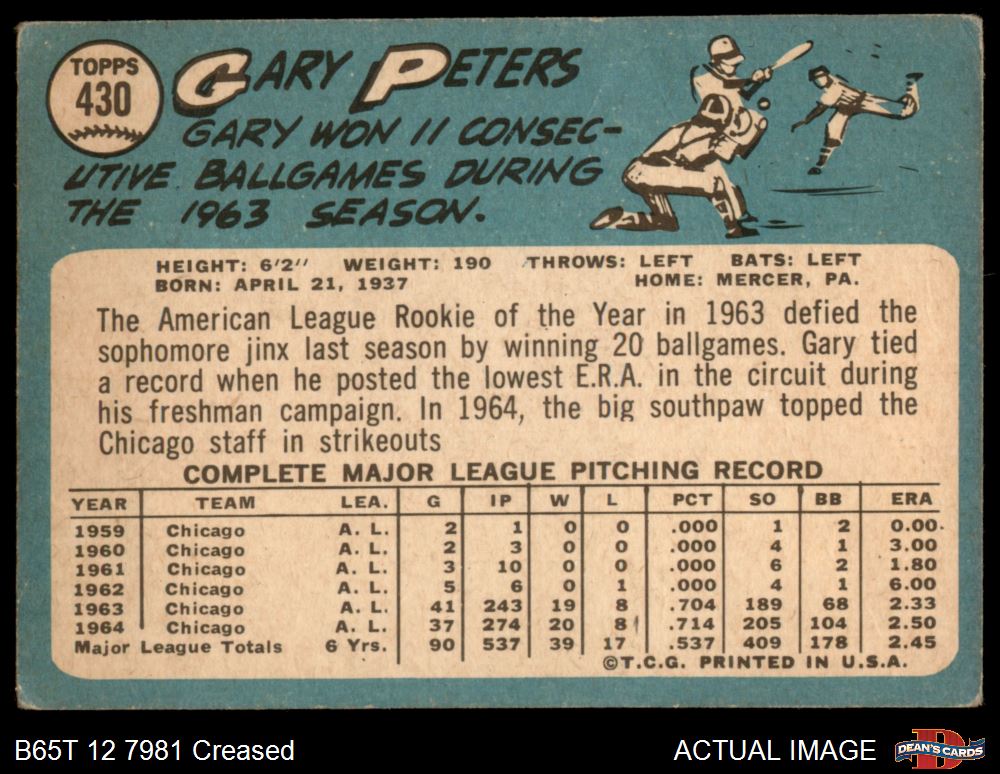 TOPPS
430
GARY PETERS
GARY WON 11 CONSEC-
UTIVE BALLGAMES DURING
THE 1963 SEASON.
HEIGHT: 6'2" WEIGHT: 190 THROWS: LEFT BATS: LEFT
BORN: APRIL 21, 1937 HOME: MERCER, PA.
The American League Rookie of the Year in 1963 defied the
sophomore jinx last season by winning 20 ballgames. Gary tied
a record when he posted the lowest E.R.A. in the circuit during
his freshman campaign. In 1964, the big southpaw topped the
Chicago staff in strikeouts
COMPLETE MAJOR LEAGUE PITCHING RECORD
YEAR TEAM LEA. G IP W L PCT SO BB ERA
1959 Chicago A. L. 2 1 0 0 .000 1 2 0.00
1960 Chicago A. L. 2 3 0 0 .000 4 1 3.00
1961 Chicago A. L. 3 10 0 0 .000 6 2 1.80
1962 Chicago A. L. 5 6 0 1 .000 4 1 6.00
1963 Chicago A. L. 41 243 19 8 .704 189 68 2.33
1964 Chicago A. L. 37 274 20 8 .714 205 104 2.50
Major League Totals 6 Yrs. 90 537 39 17 .537 409 178 2.45
©T.C.G. PRINTED IN U.S.A.
B65T 12 7981 Creased
ACTUAL IMAGE
DEAN'S CARDS